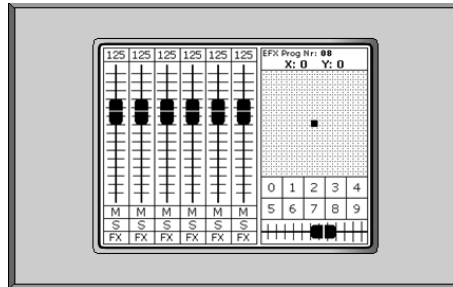 125 125 125 125 125 125
EFX Prog Nr: 08
X: 0 Y: 0
0 1 2 3 4
5 6 7 8 9
M M M M M M
S S S S S S
FX FX FX FX FX FX